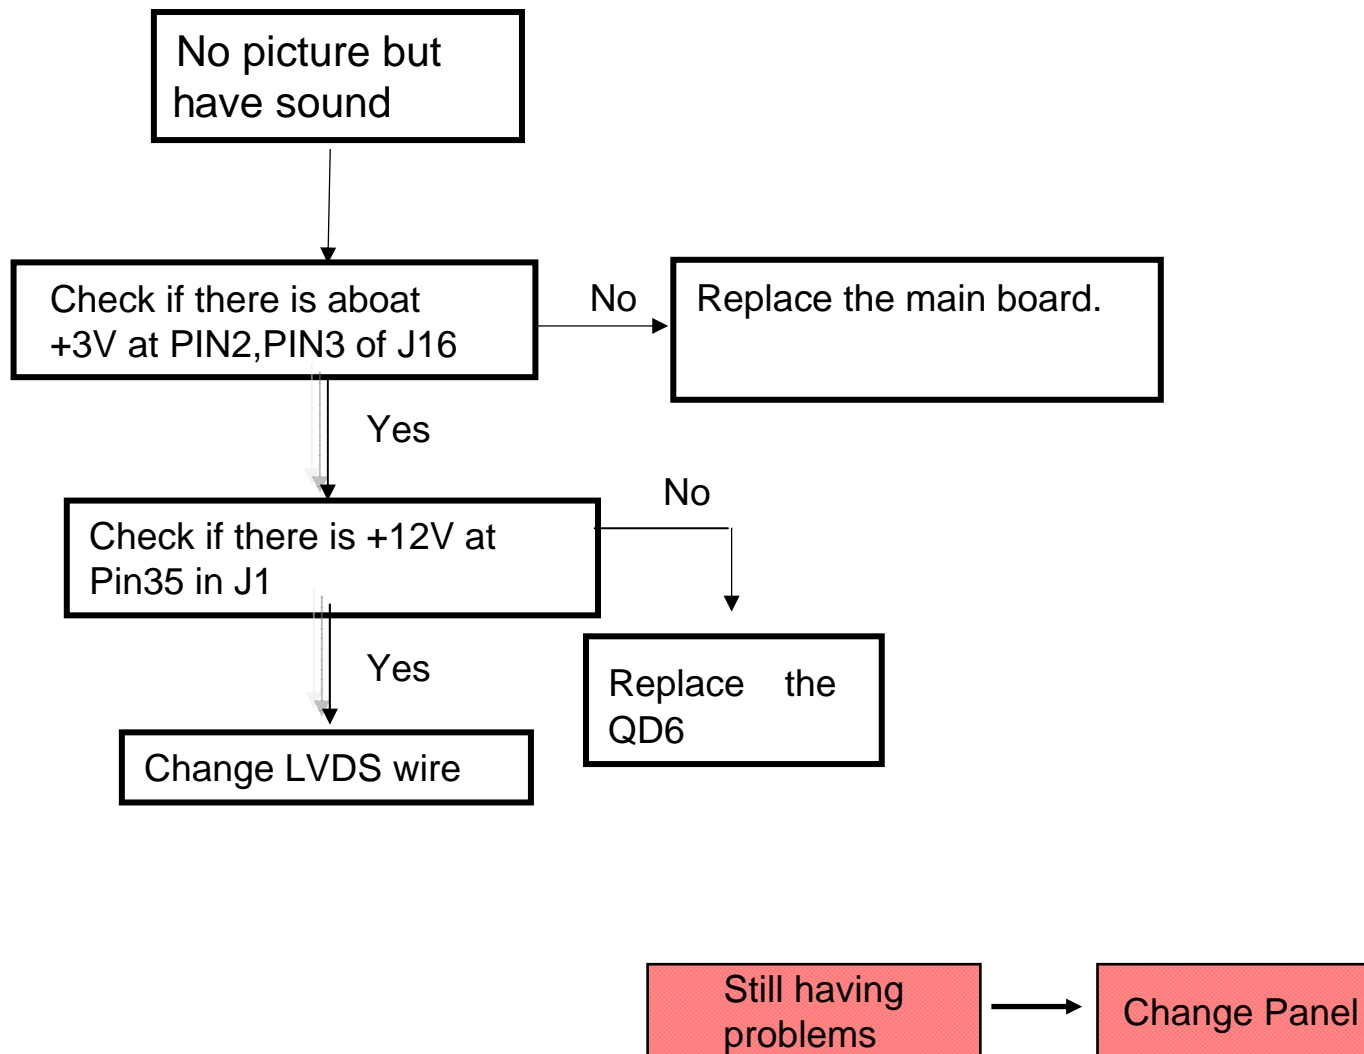 No picture but
have sound
Check if there is aboat
+3V at PIN2,PIN3 of J16
No
Replace the main board.
Yes
Check if there is +12V at
Pin35 in J1
No
Yes
Replace the
QD6
Change LVDS wire
Still having
problems
Change Panel